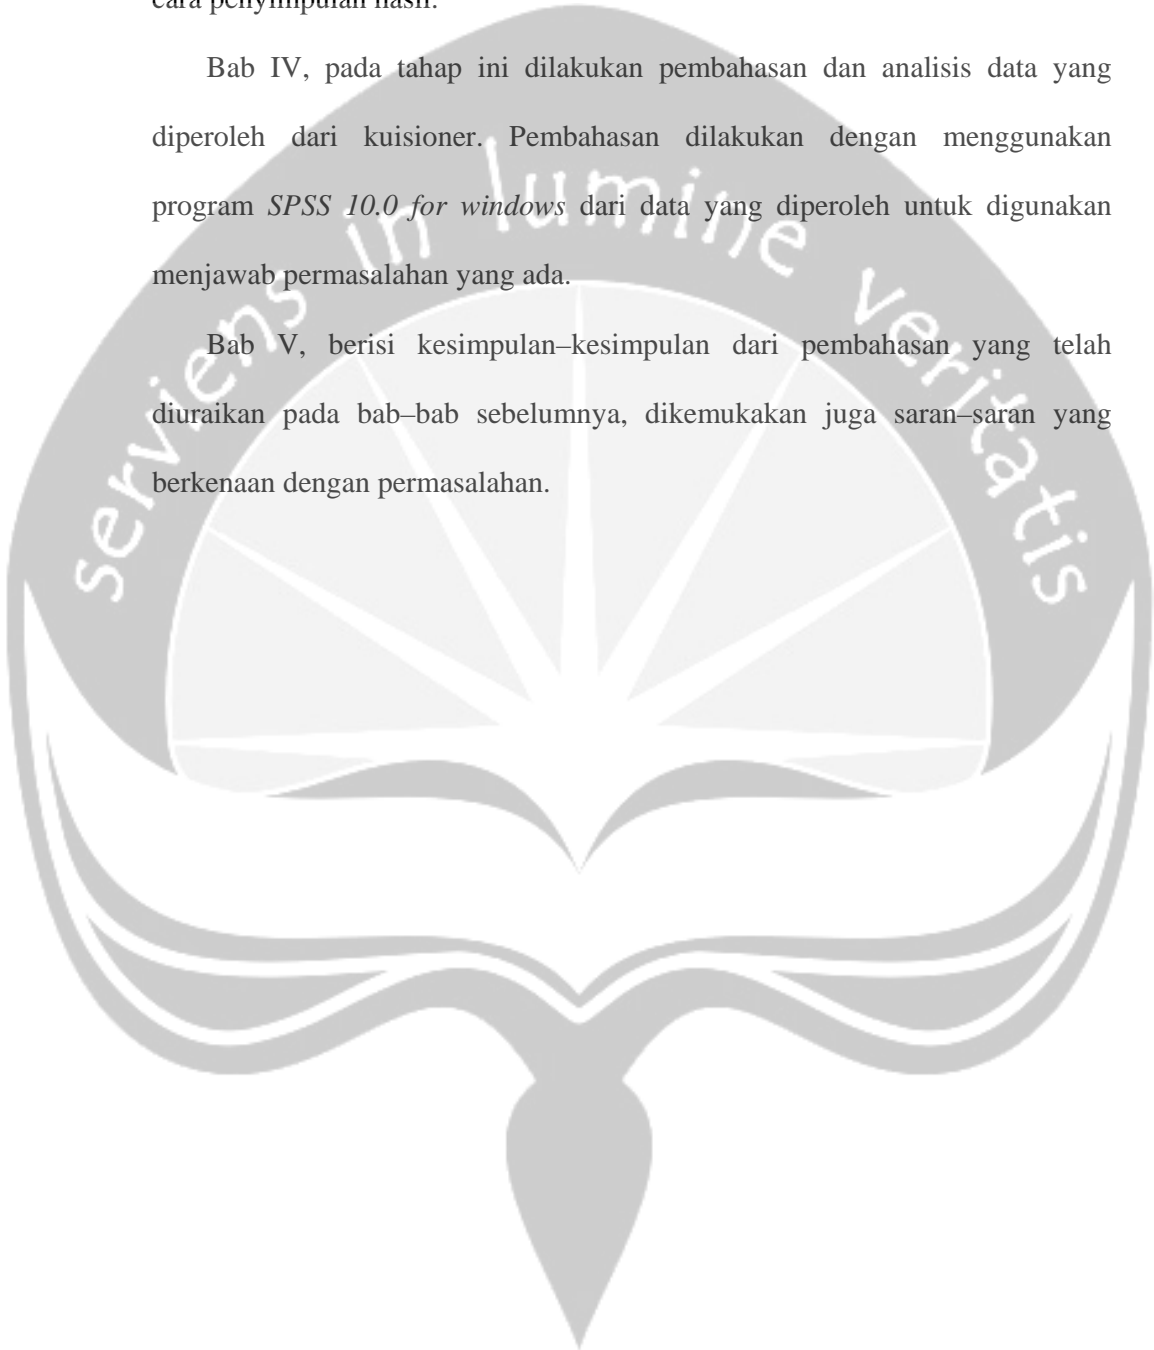 cara penyimpulan hasil.
Bab IV, pada tahap ini dilakukan pembahasan dan analisis data yang
diperoleh dari kuisioner. Pembahasan dilakukan dengan menggunakan
program SPSS 10.0 for windows dari data yang diperoleh untuk digunakan
menjawab permasalahan yang ada.
Bab V, berisi kesimpulan–kesimpulan dari pembahasan yang telah
diuraikan pada bab–bab sebelumnya, dikemukakan juga saran–saran yang
berkenaan dengan permasalahan.
serviens in lumine veritatis